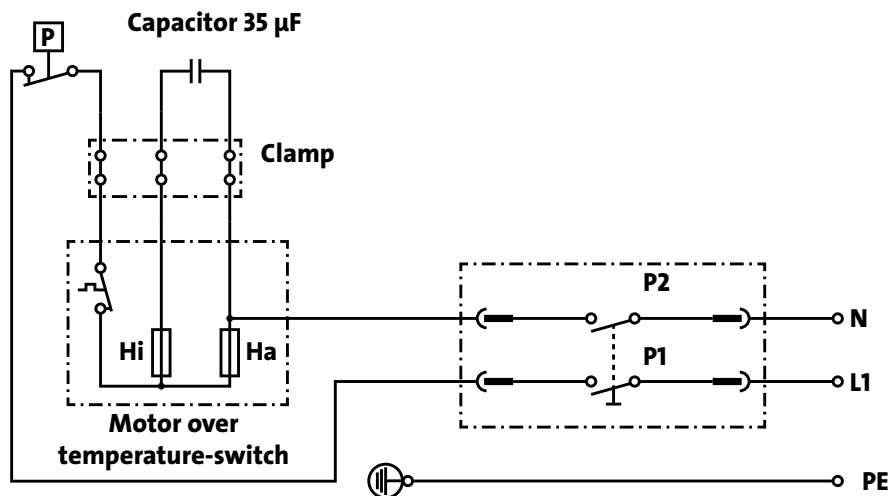 Capacitor 35 µF
P
Clamp
P2
N
Hi
Ha
P1
L1
Motor over
temperature-switch
PE